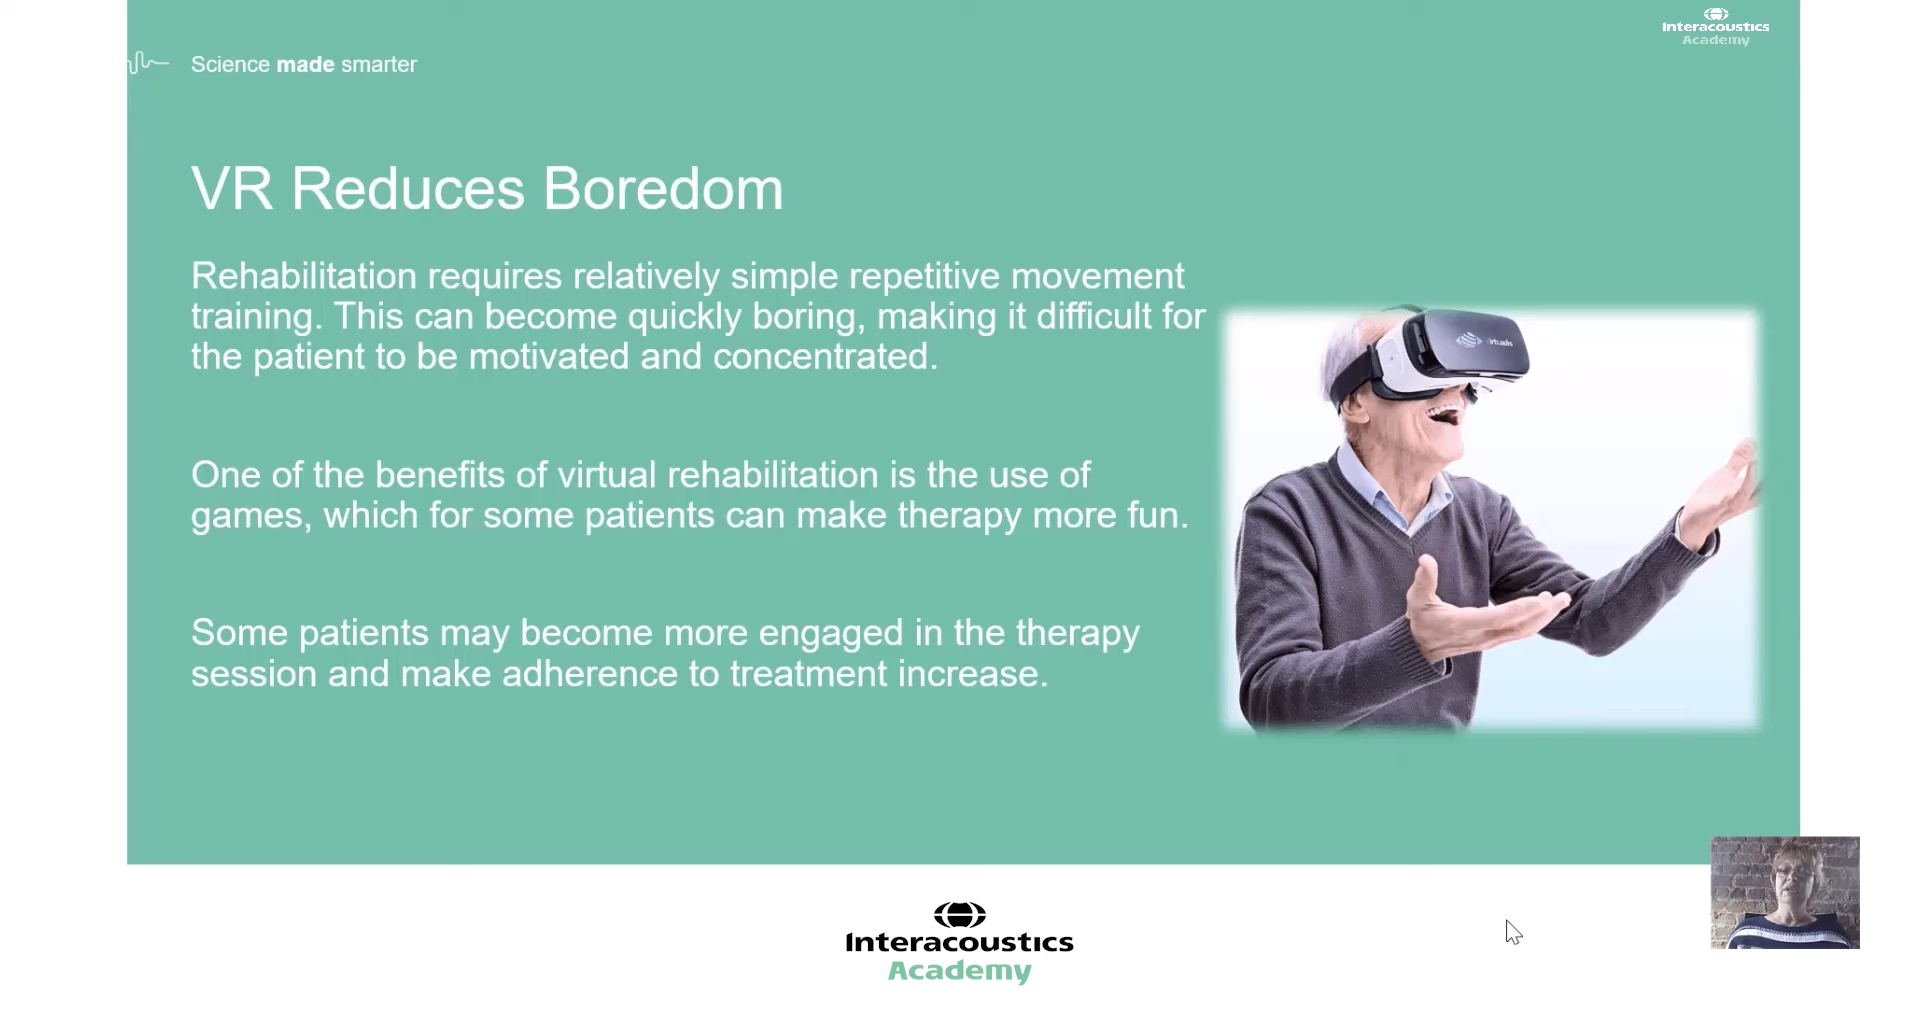 Interacoustics
Academy
Science made smarter
VR Reduces Boredom
Rehabilitation requires relatively simple repetitive movement
training. This can become quickly boring, making it difficult for
the patient to be motivated and concentrated.
One of the benefits of virtual rehabilitation is the use of
games, which for some patients can make therapy more fun.
Some patients may become more engaged in the therapy
session and make adherence to treatment increase.
Virtualis
Interacoustics
Academy